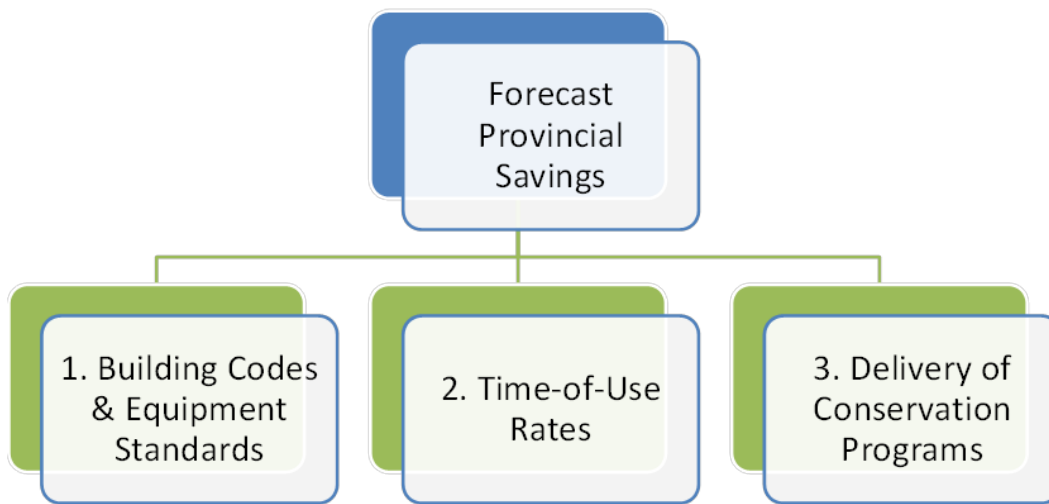 Forecast
Provincial
Savings
1. Building Codes
& Equipment
Standards
2. Time-of-Use
Rates
3. Delivery of
Conservation
Programs